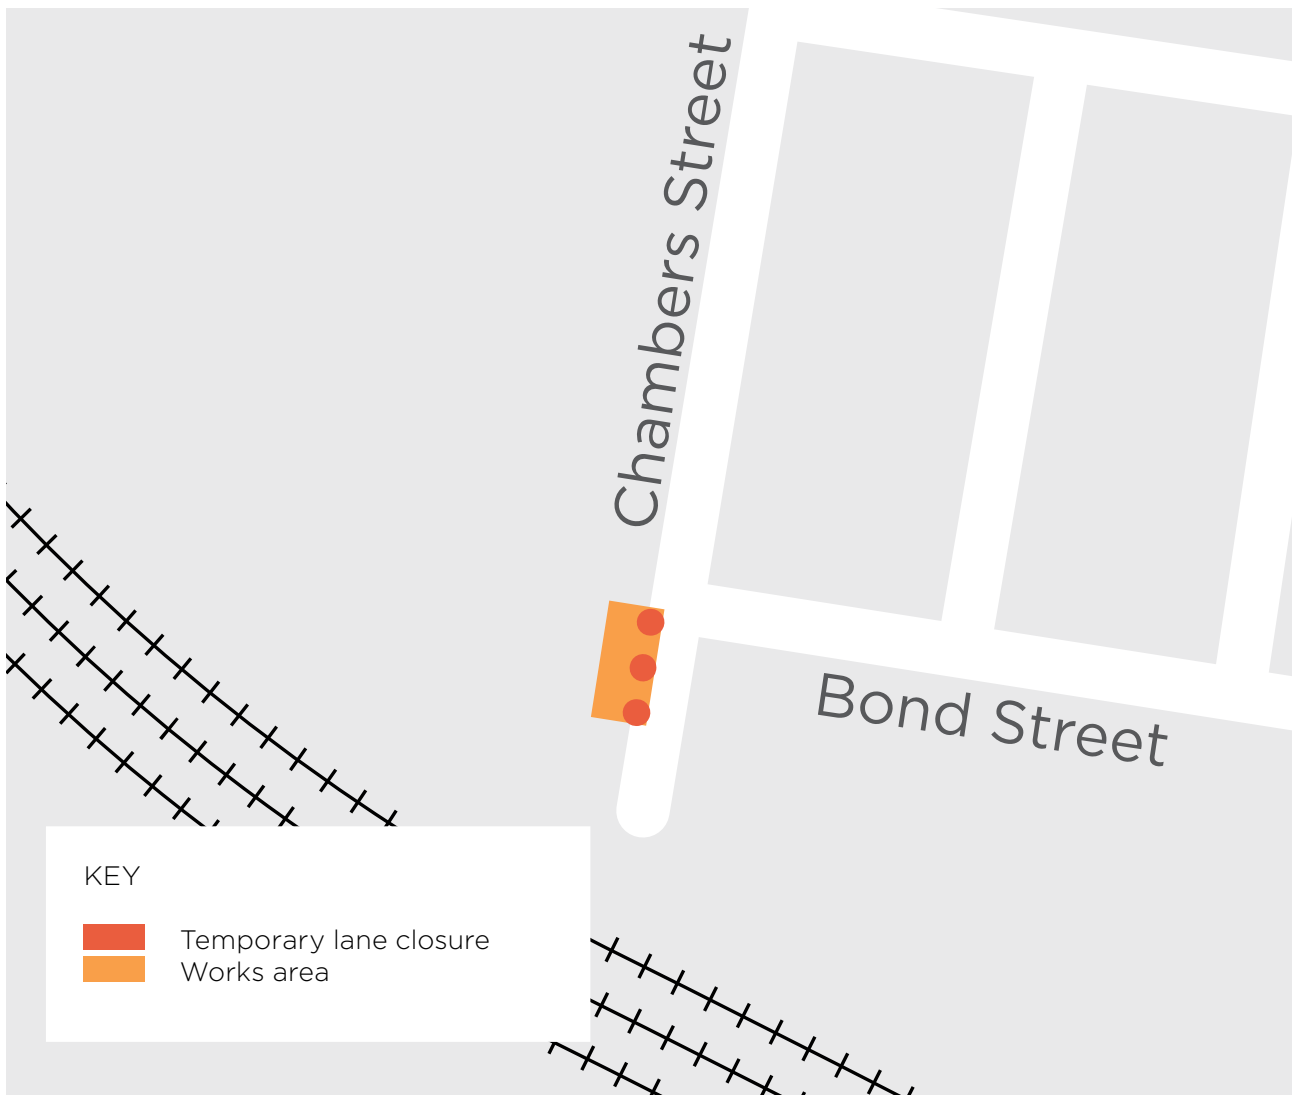 Chambers Street
Bond Street
KEY
Temporary lane closure
Works area